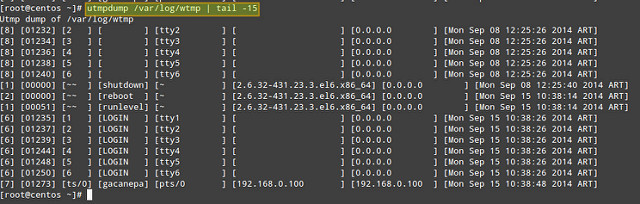 [root@centos ~]# utmpdump /var/log/wtmp | tail -15
Utmp dump of /var/log/wtmp
[8] [01232] [2   ] [        ] [tty2        ] [                    ] [0.0.0.0        ] [Mon Sep 08 12:25:26 2014 ART]
[8] [01234] [3   ] [        ] [tty3        ] [                    ] [0.0.0.0        ] [Mon Sep 08 12:25:26 2014 ART]
[8] [01236] [4   ] [        ] [tty4        ] [                    ] [0.0.0.0        ] [Mon Sep 08 12:25:26 2014 ART]
[8] [01238] [5   ] [        ] [tty5        ] [                    ] [0.0.0.0        ] [Mon Sep 08 12:25:26 2014 ART]
[8] [01240] [6   ] [        ] [tty6        ] [                    ] [0.0.0.0        ] [Mon Sep 08 12:25:26 2014 ART]
[1] [00000] [~~  ] [shutdown] [~           ] [2.6.32-431.23.3.el6.x86_64] [0.0.0.0        ] [Mon Sep 08 12:25:40 2014 ART]
[2] [00000] [~~  ] [reboot  ] [~           ] [2.6.32-431.23.3.el6.x86_64] [0.0.0.0        ] [Mon Sep 15 10:38:14 2014 ART]
[1] [00051] [~~  ] [runlevel] [~           ] [2.6.32-431.23.3.el6.x86_64] [0.0.0.0        ] [Mon Sep 15 10:38:14 2014 ART]
[6] [01235] [1   ] [LOGIN   ] [tty1        ] [                    ] [0.0.0.0        ] [Mon Sep 15 10:38:26 2014 ART]
[6] [01237] [2   ] [LOGIN   ] [tty2        ] [                    ] [0.0.0.0        ] [Mon Sep 15 10:38:26 2014 ART]
[6] [01239] [3   ] [LOGIN   ] [tty3        ] [                    ] [0.0.0.0        ] [Mon Sep 15 10:38:26 2014 ART]
[6] [01244] [4   ] [LOGIN   ] [tty4        ] [                    ] [0.0.0.0        ] [Mon Sep 15 10:38:26 2014 ART]
[6] [01248] [5   ] [LOGIN   ] [tty5        ] [                    ] [0.0.0.0        ] [Mon Sep 15 10:38:26 2014 ART]
[6] [01250] [6   ] [LOGIN   ] [tty6        ] [                    ] [0.0.0.0        ] [Mon Sep 15 10:38:26 2014 ART]
[7] [01273] [ts/0] [gacanepa] [pts/0       ] [192.168.0.100       ] [192.168.0.100  ] [Mon Sep 15 10:38:48 2014 ART]
[root@centos ~]#